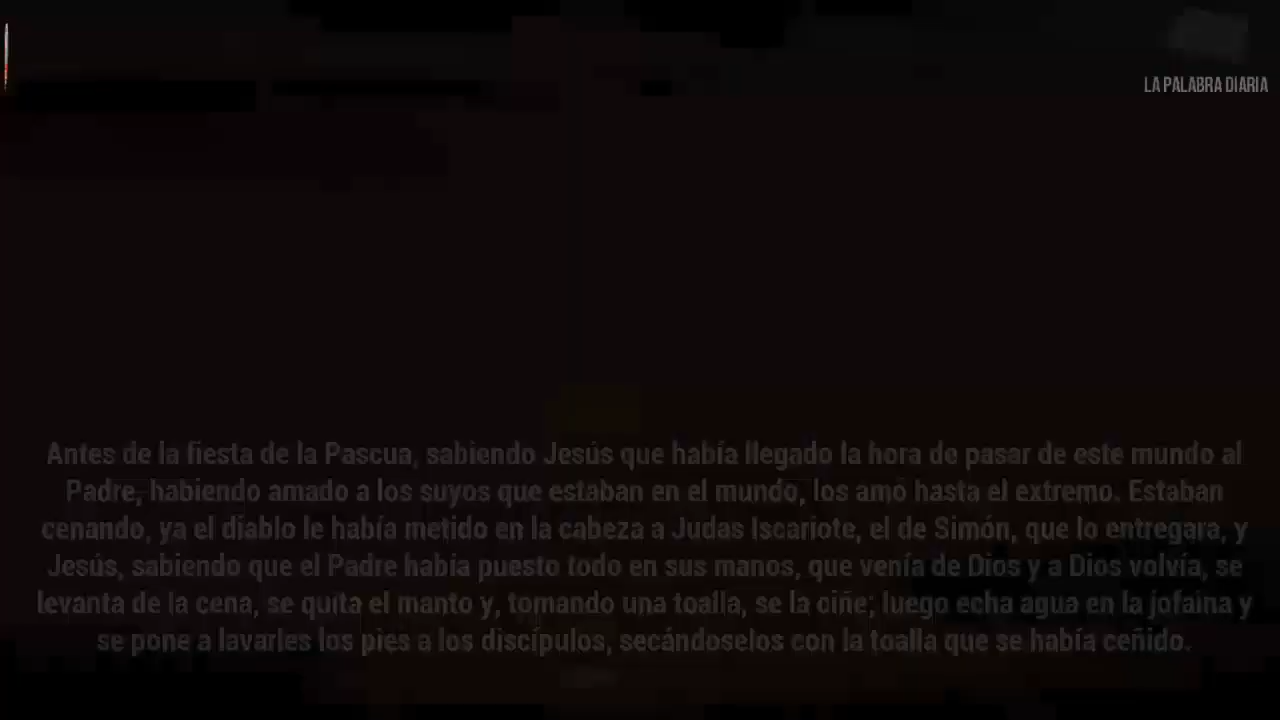 LA PALABRA DIARIA
Antes de la fiesta de la Pascua, sabiendo Jesús que había llegado la hora de pasar de este mundo al
Padre, habiendo amado a los suyos que estaban en el mundo, los amó hasta el extremo. Estaban
cenando, ya el diablo le había metido en la cabeza a Judas Iscariote, el de Simón, que lo entregara, y
Jesús, sabiendo que el Padre había puesto todo en sus manos, que venía de Dios y a Dios volvía, se
levanta de la cena, se quita el manto y, tomando una toalla, se la ciñe; luego echa agua en la jofaina y
se pone a lavarles los pies a los discípulos, secándoselos con la toalla que se había ceñido.